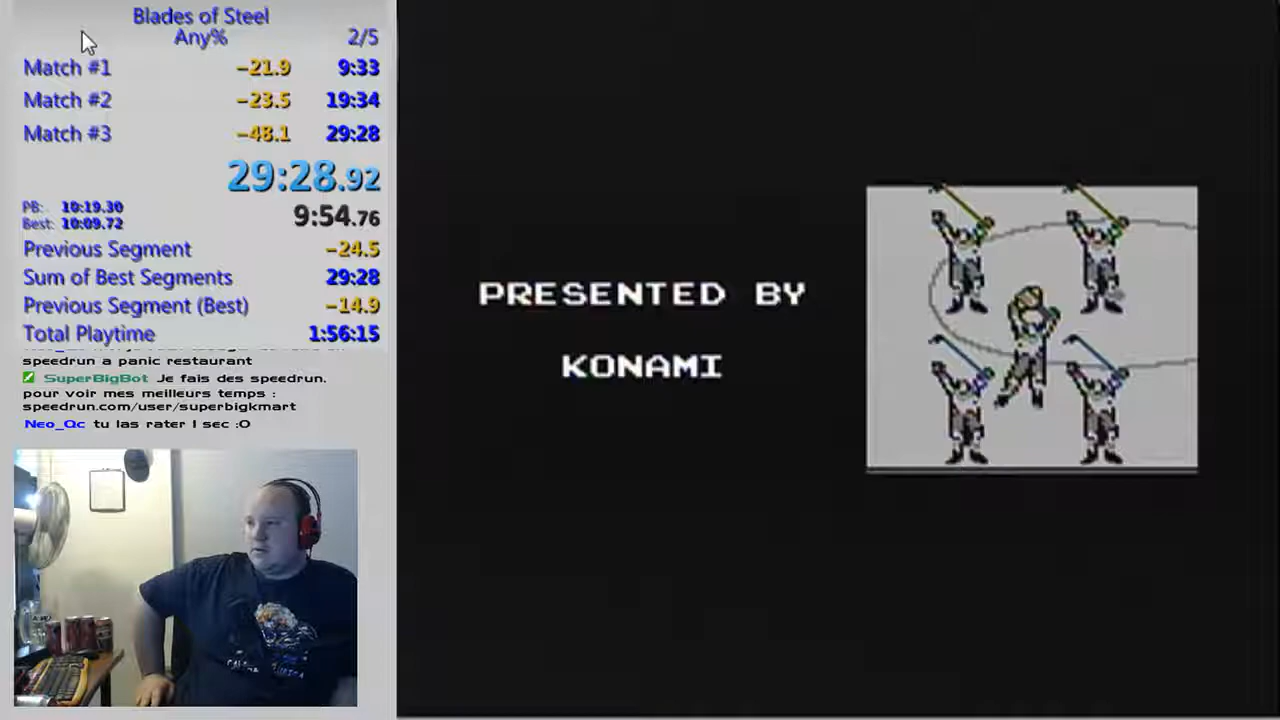 Blades of Steel
Any% 2/5
Match #1 -21.9 9:33
Match #2 -23.5 19:34
Match #3 -48.1 29:28
29:28.92
PB: 10:19.30
Best: 10:09.72
9:54.76
Previous Segment -24.5
Sum of Best Segments 29:28
Previous Segment (Best) -14.9
Total Playtime 1:56:15
speedrun a panic restaurant
SuperBigBot Je fais des speedrun.
pour voir mes meilleurs temps :
speedrun.com/user/superbigkmart
Neo_Qc tu las rater 1 sec :O
PRESENTED BY
KONAMI